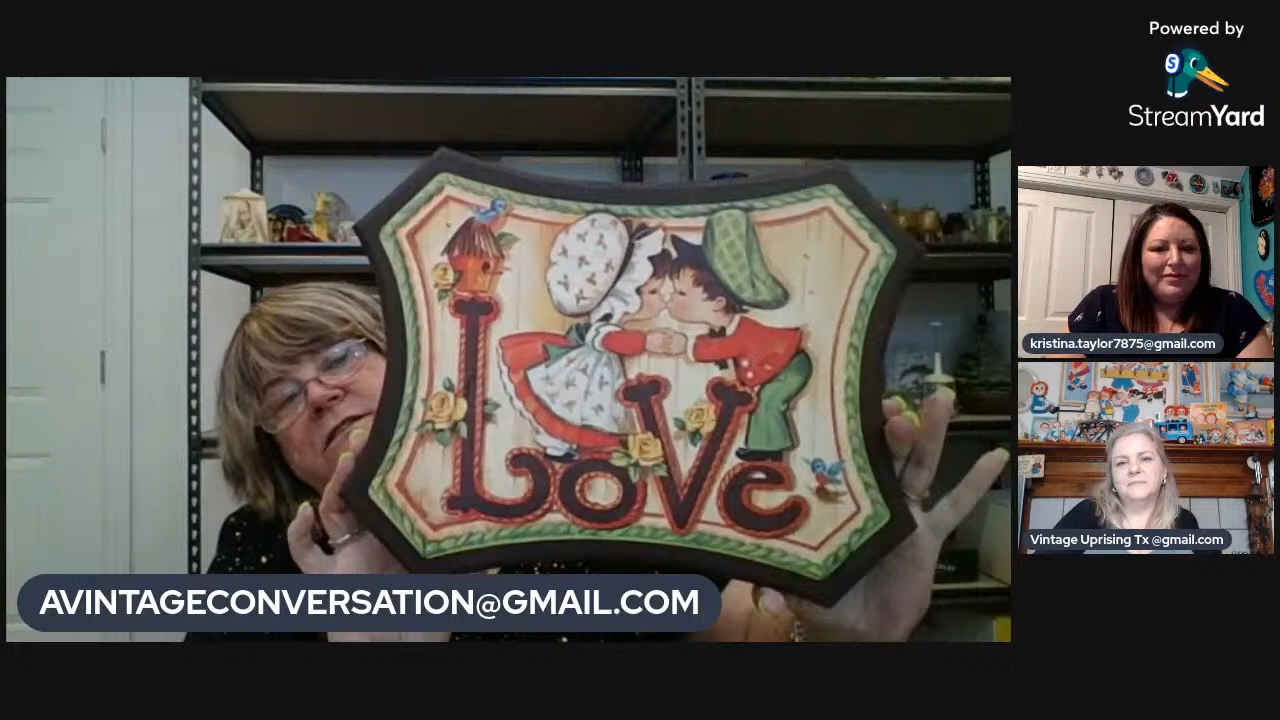 Powered by
StreamYard
LoVe
kristina.taylor7875@gmail.com
Vintage Uprising Tx @gmail.com
AVINTAGECONVERSATION@GMAIL.COM